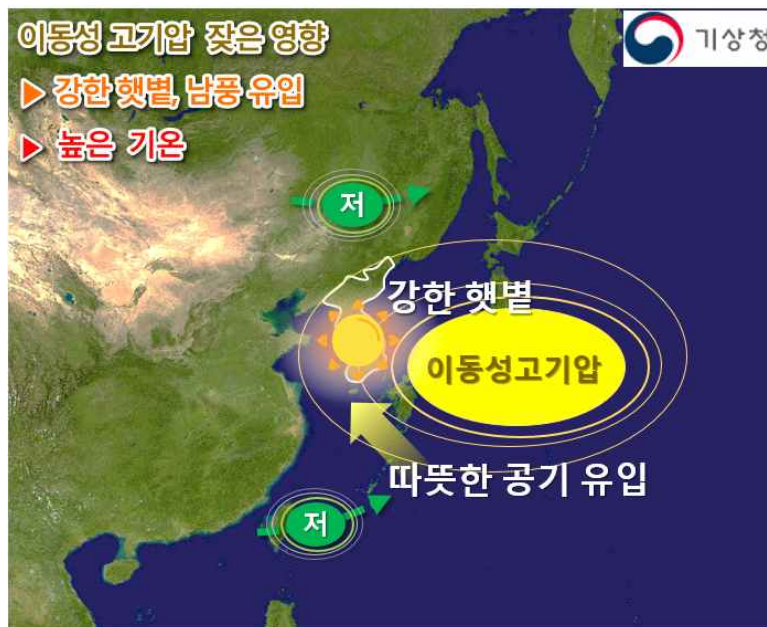 이동성 고기압 잦은 영향
▶ 강한 햇볕, 남풍 유입
▶ 높은 기온
기상청
저
강한 햇볕
이동성고기압
따뜻한 공기 유입
저